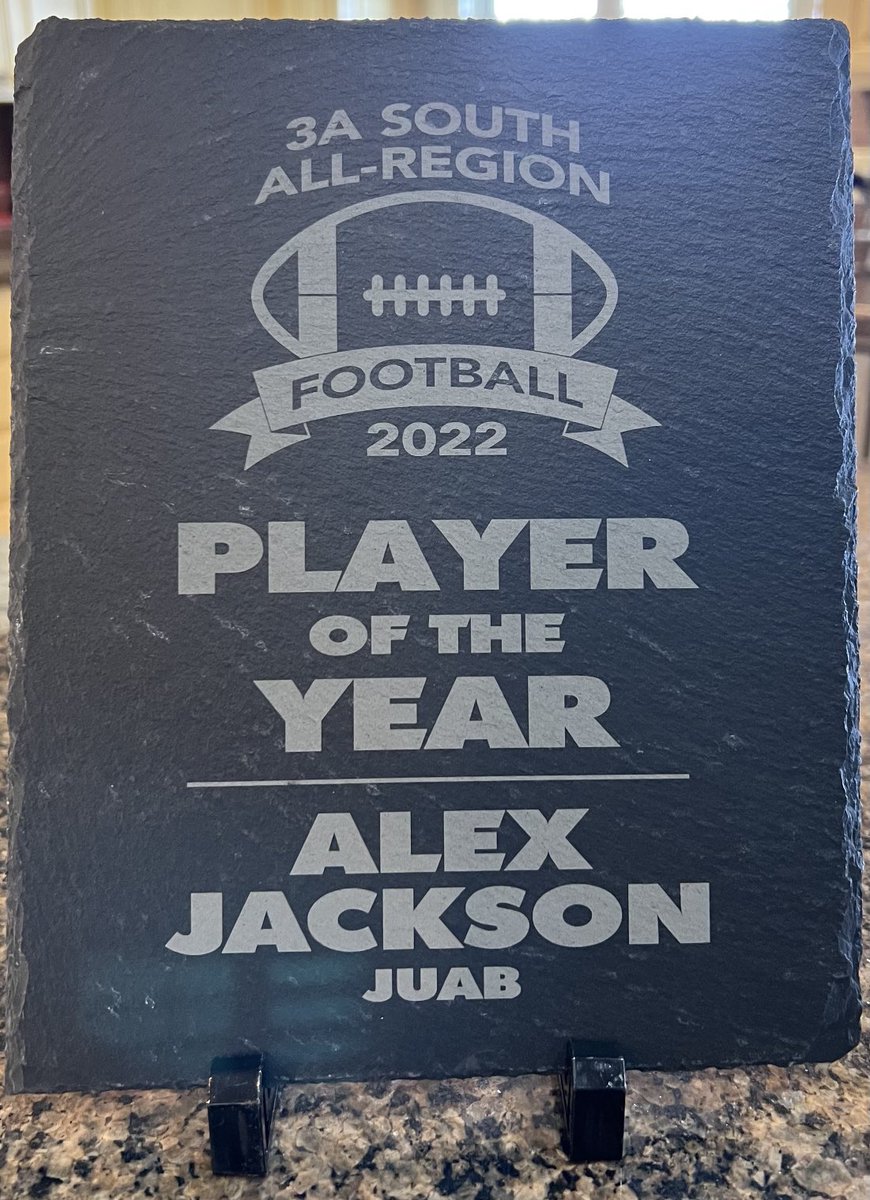 3A SOUTH
ALL-REGION
FOOTBALL
2022
PLAYER
OF THE
YEAR
ALEX
JACKSON
JUAB